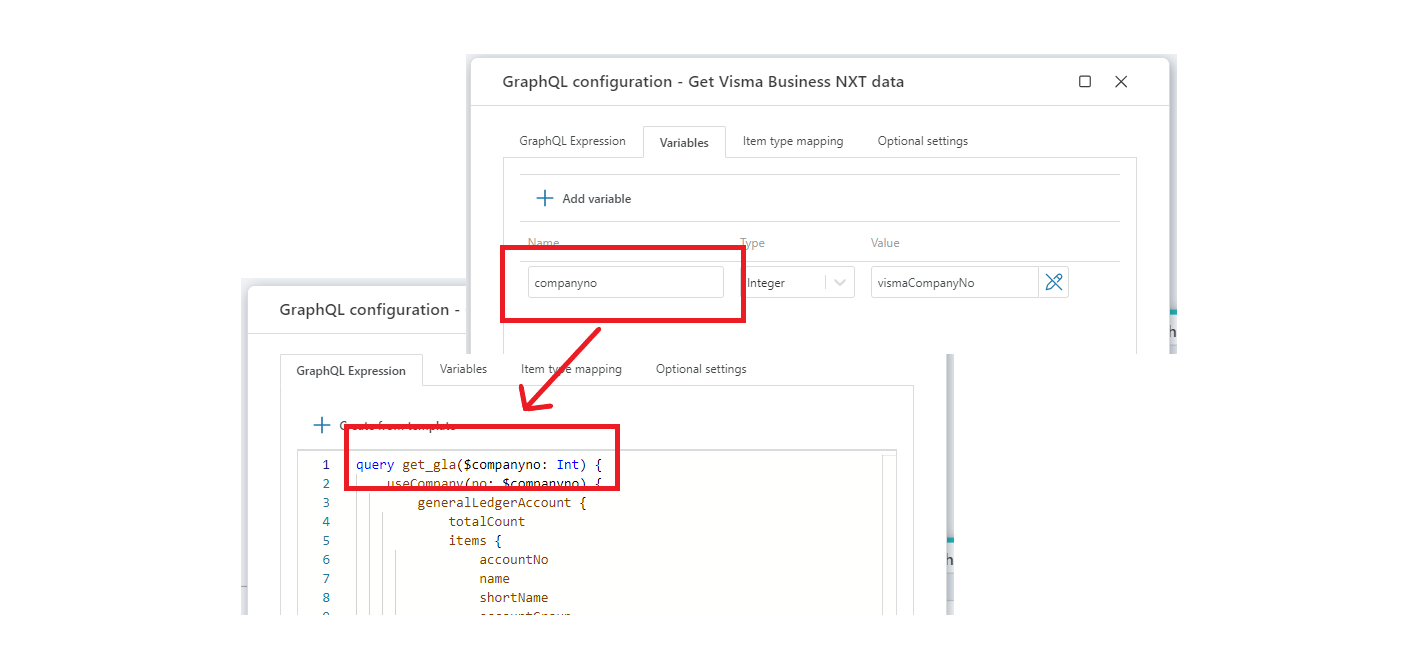 GraphQL configuration - Get Visma Business NXT data
GraphQL Expression Variables Item type mapping Optional settings
Add variable
Name Type Value
companyno Integer vismaCompanyNo
GraphQL configuration -
GraphQL Expression Variables Item type mapping Optional settings
Create from template
1 query get_gla($companyno: Int) {
2 useCompany(no: $companyno) {
3 generalLedgerAccount {
4 totalCount
5 items {
6 accountNo
7 name
8 shortName
9 accountGroup